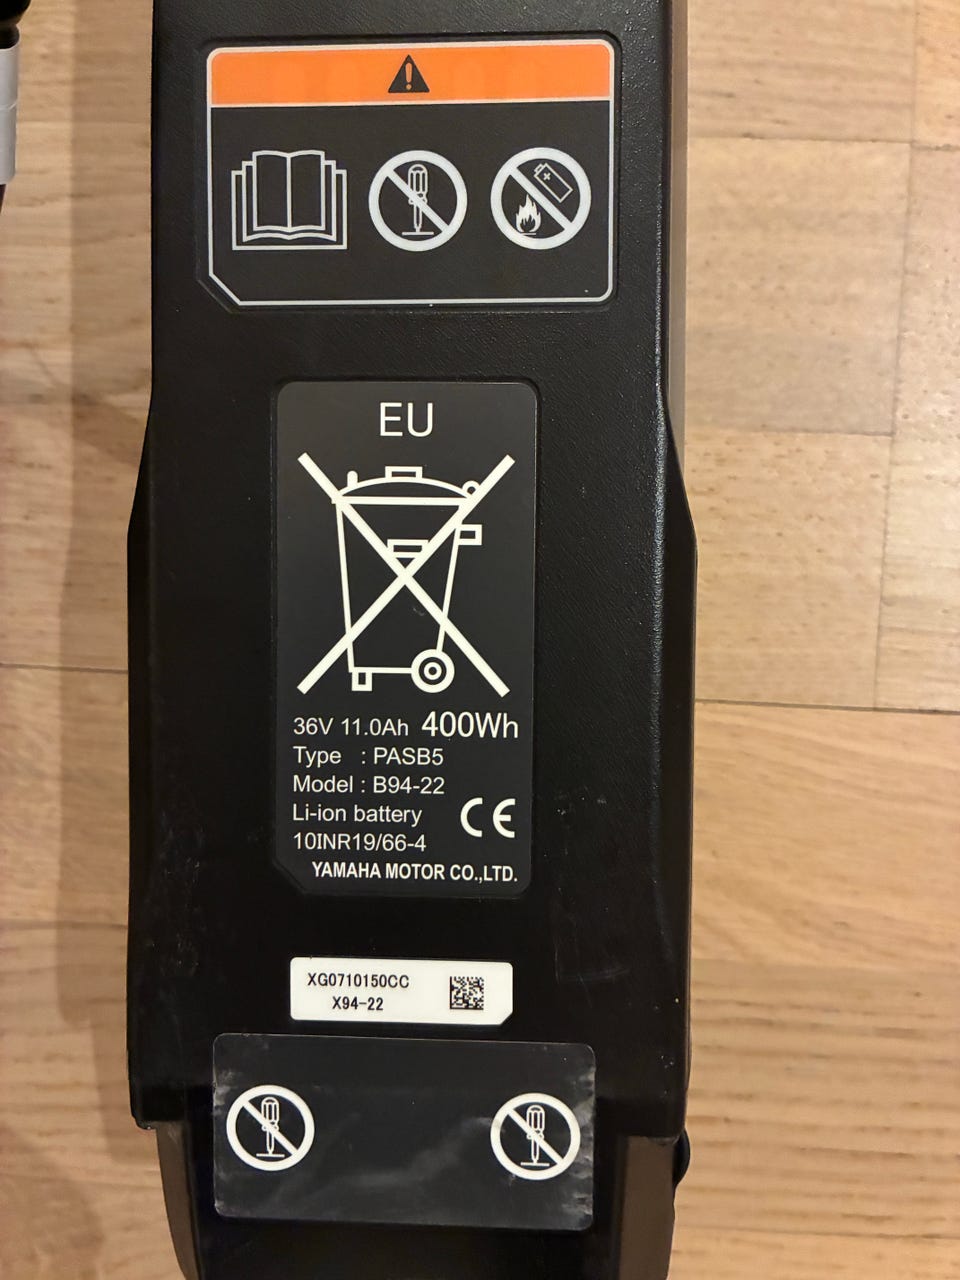 EU
36V 11.0Ah 400Wh
Type : PASB5
Model : B94-22
Li-ion battery
CE
10INR19/66-4
YAMAHA MOTOR CO.,LTD.
XG0710150CC
X94-22